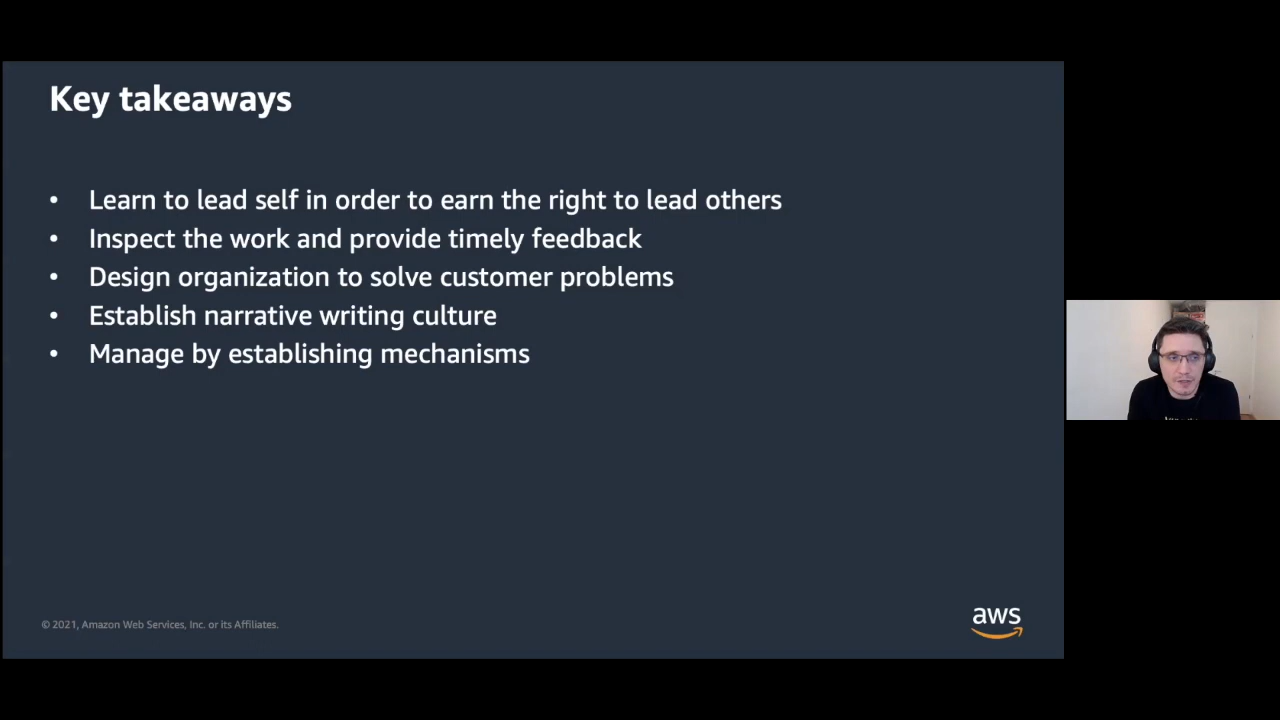 Key takeaways
• Learn to lead self in order to earn the right to lead others
• Inspect the work and provide timely feedback
• Design organization to solve customer problems
• Establish narrative writing culture
• Manage by establishing mechanisms
© 2021, Amazon Web Services, Inc. or its Affiliates.
aws